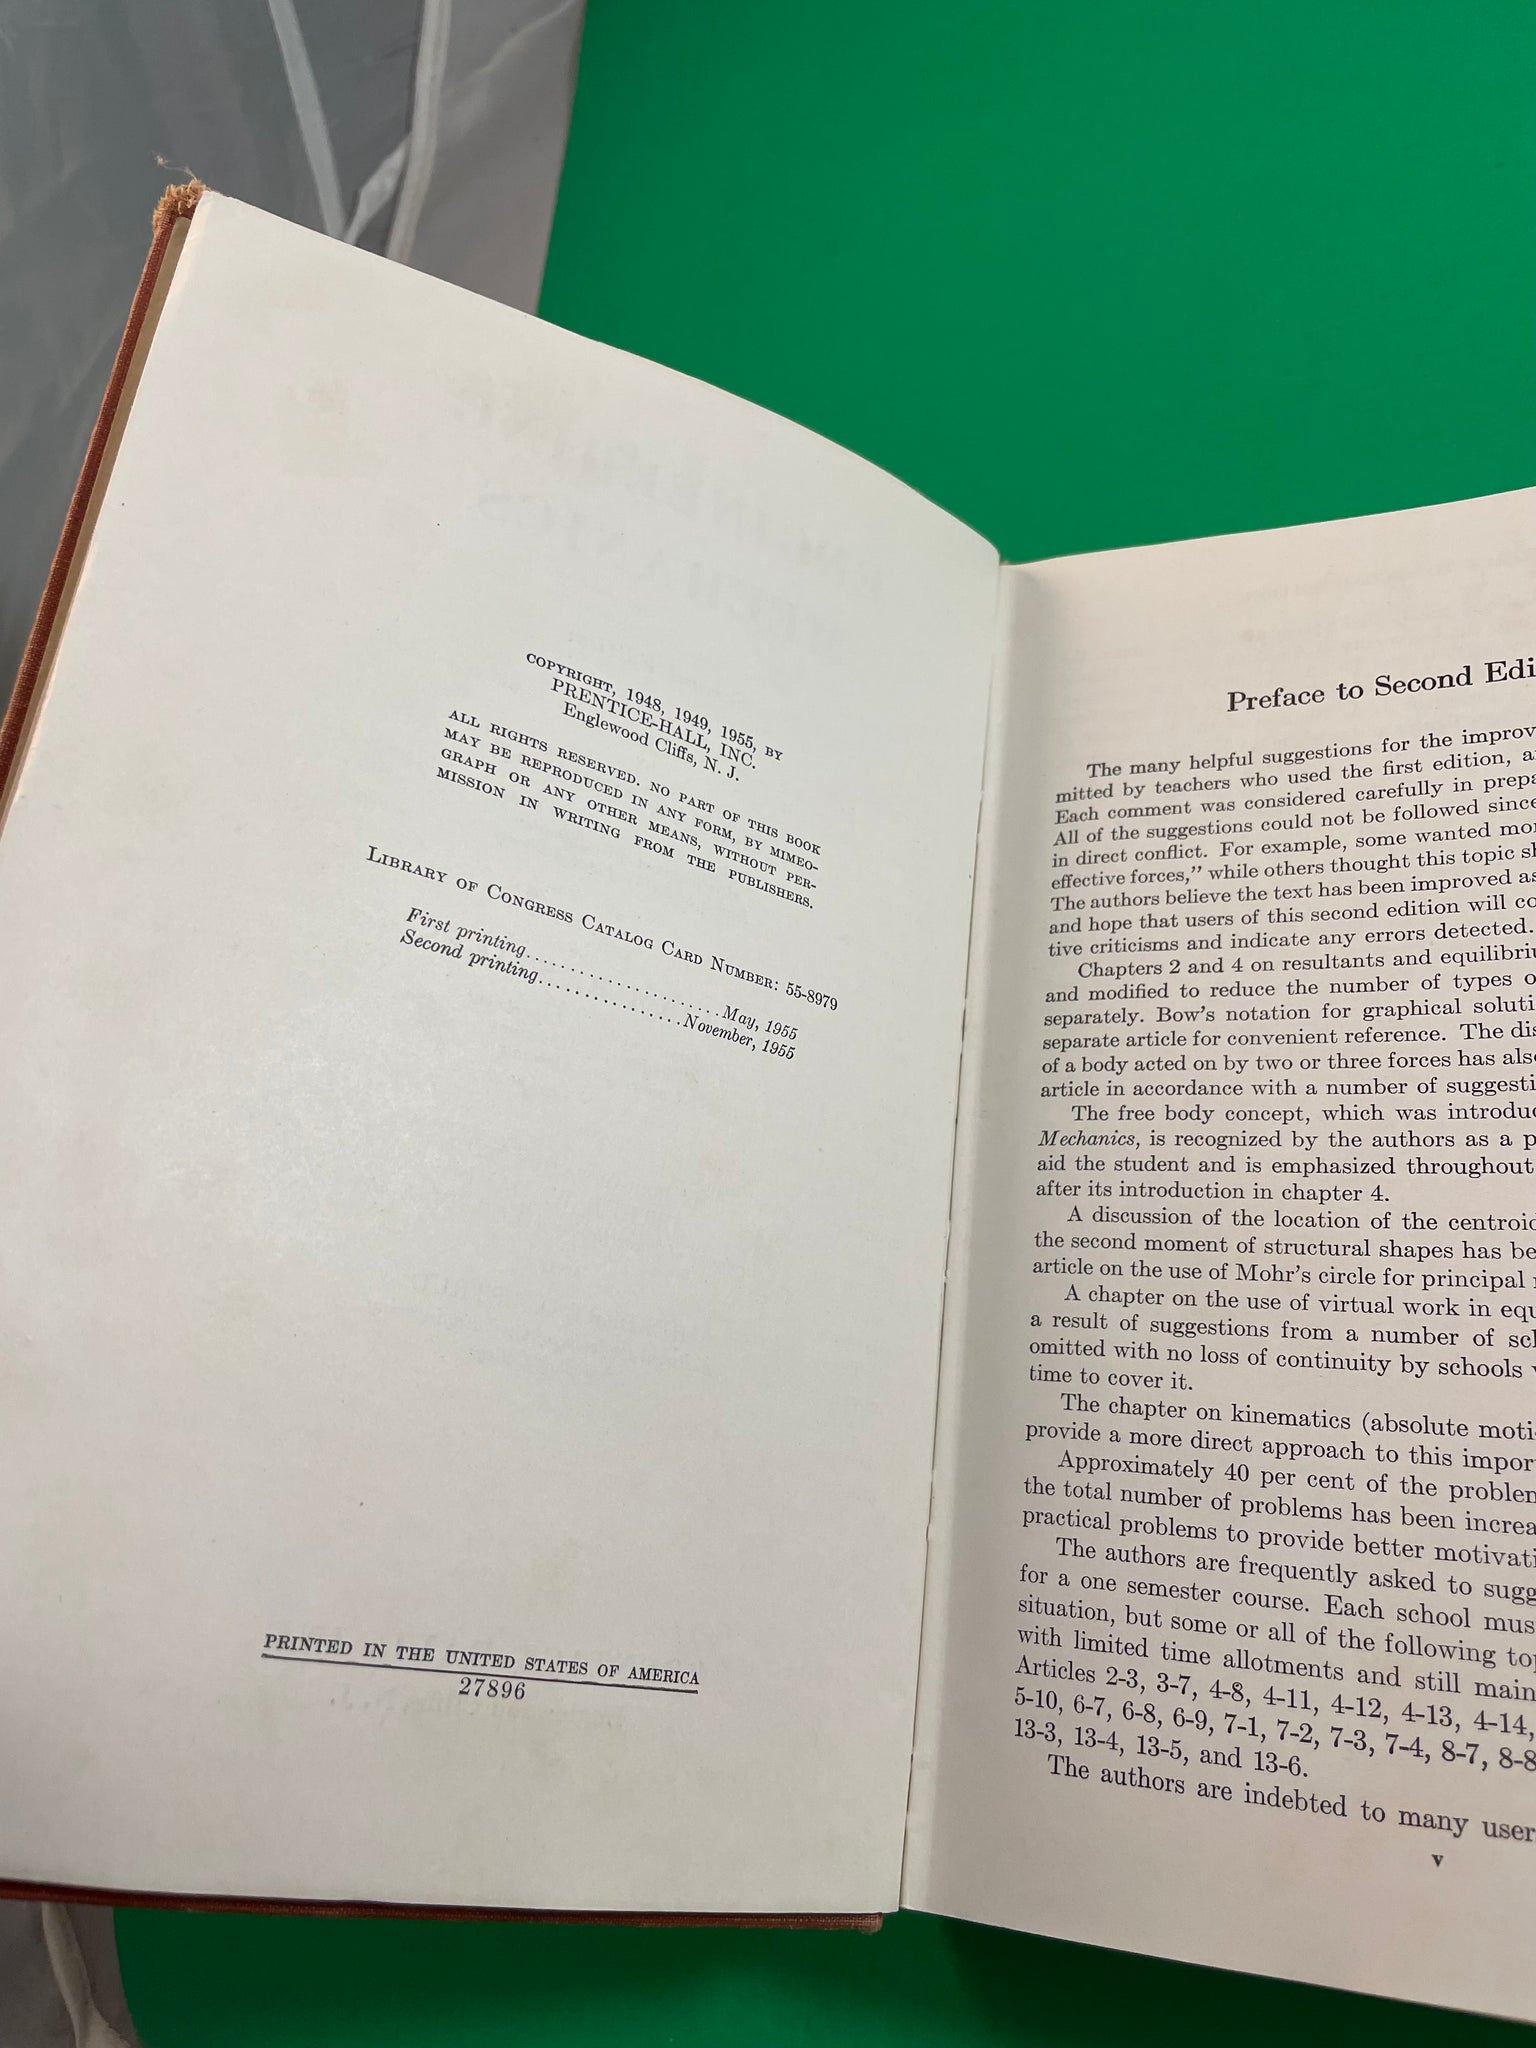 COPYRIGHT, 1948, 1949, 1955, BY
PRENTICE-HALL, INC.
Englewood Cliffs, N. J.
ALL RIGHTS RESERVED. NO PART OF THIS BOOK
MAY BE REPRODUCED IN ANY FORM, BY MIMEO-
GRAPH OR ANY OTHER MEANS, WITHOUT PER-
MISSION IN WRITING FROM THE PUBLISHERS.
LIBRARY OF CONGRESS CATALOG CARD NUMBER: 55-8979
First printing.......................May, 1955
Second printing.................November, 1955
PRINTED IN THE UNITED STATES OF AMERICA
27896
Preface to Second Edi
The many helpful suggestions for the improv
mitted by teachers who used the first edition, a
Each comment was considered carefully in prepa
All of the suggestions could not be followed since
in direct conflict. For example, some wanted mor
effective forces," while others thought this topic sh
The authors believe the text has been improved as
and hope that users of this second edition will co
tive criticisms and indicate any errors detected.
Chapters 2 and 4 on resultants and equilibriu
and modified to reduce the number of types o
separately. Bow's notation for graphical soluti
separate article for convenient reference. The dis
of a body acted on by two or three forces has also
article in accordance with a number of suggesti
The free body concept, which was introduc
Mechanics, is recognized by the authors as a p
aid the student and is emphasized throughout
after its introduction in chapter 4.
A discussion of the location of the centroid
the second moment of structural shapes has be
article on the use of Mohr's circle for principal
A chapter on the use of virtual work in equ
a result of suggestions from a number of sch
omitted with no loss of continuity by schools
time to cover it.
The chapter on kinematics (absolute moti
provide a more direct approach to this impor
Approximately 40 per cent of the problem
the total number of problems has been increa
practical problems to provide better motivati
The authors are frequently asked to sugg
for a one semester course. Each school mus
situation, but some or all of the following top
with limited time allotments and still main
Articles 2-3, 3-7, 4-8, 4-11, 4-12, 4-13, 4-14,
5-10, 6-7, 6-8, 6-9, 7-1, 7-2, 7-3, 7-4, 8-7, 8-8
13-3, 13-4, 13-5, and 13-6.
The authors are indebted to many user
v